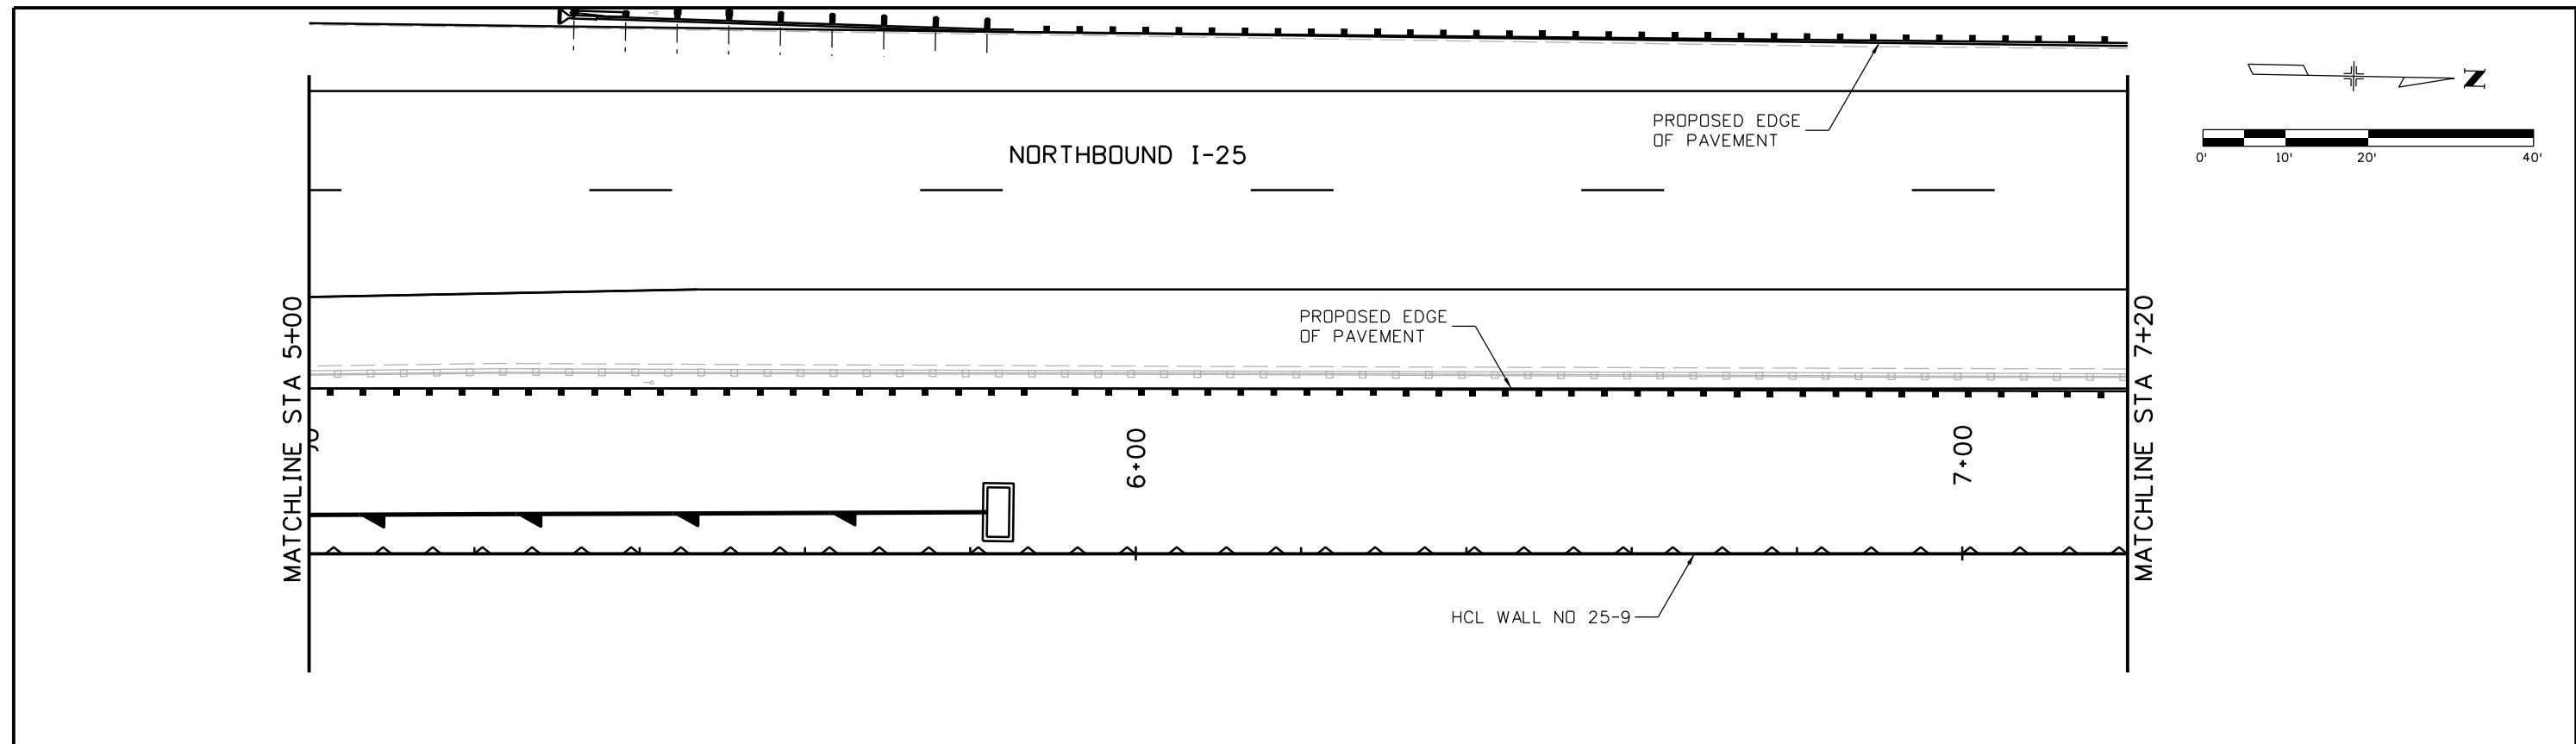 PROPOSED EDGE
OF PAVEMENT
N
0' 10' 20' 40'
NORTHBOUND I-25
PROPOSED EDGE
OF PAVEMENT
MATCHLINE STA 5+00
6+00
7+00
MATCHLINE STA 7+20
HCL WALL NO 25-9